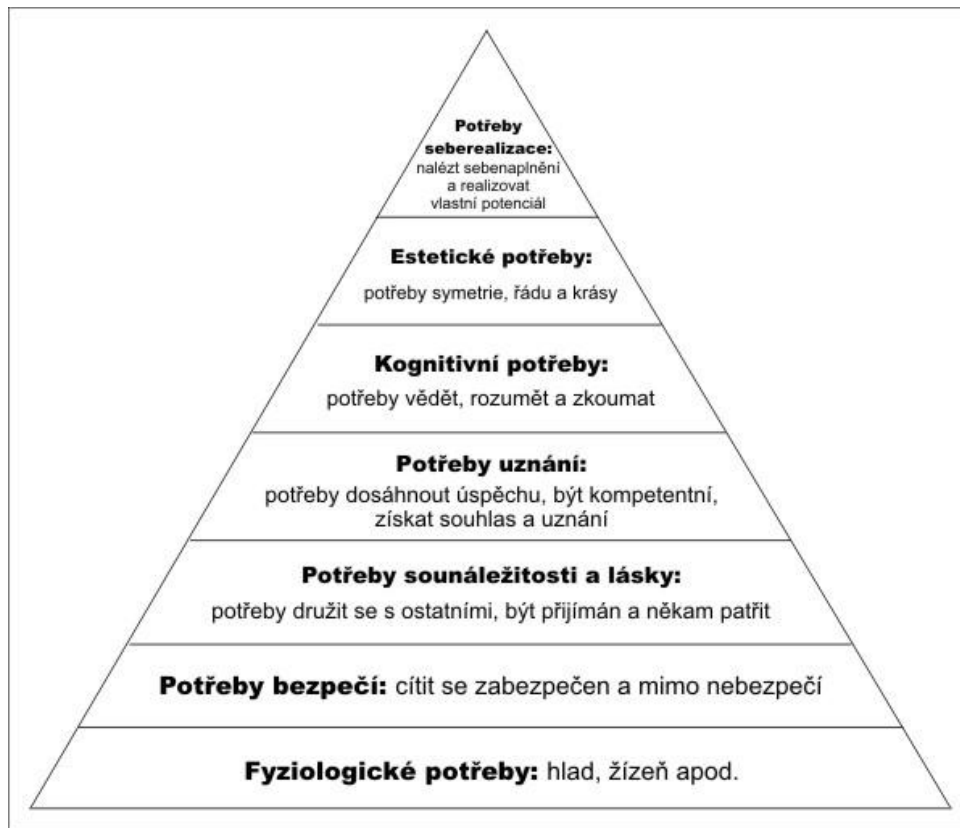 Potřeby
seberealizace:
nalézt sebenaplnění
a realizovat
vlastní potenciál
Estetické potřeby:
potřeby symetrie, řádu a krásy
Kognitivní potřeby:
potřeby vědět, rozumět a zkoumat
Potřeby uznání:
potřeby dosáhnout úspěchu, být kompetentní,
získat souhlas a uznání
Potřeby sounáležitosti a lásky:
potřeby družit se s ostatními, být přijímán a někam patřit
Potřeby bezpečí: cítit se zabezpečen a mimo nebezpečí
Fyziologické potřeby: hlad, žízeň apod.